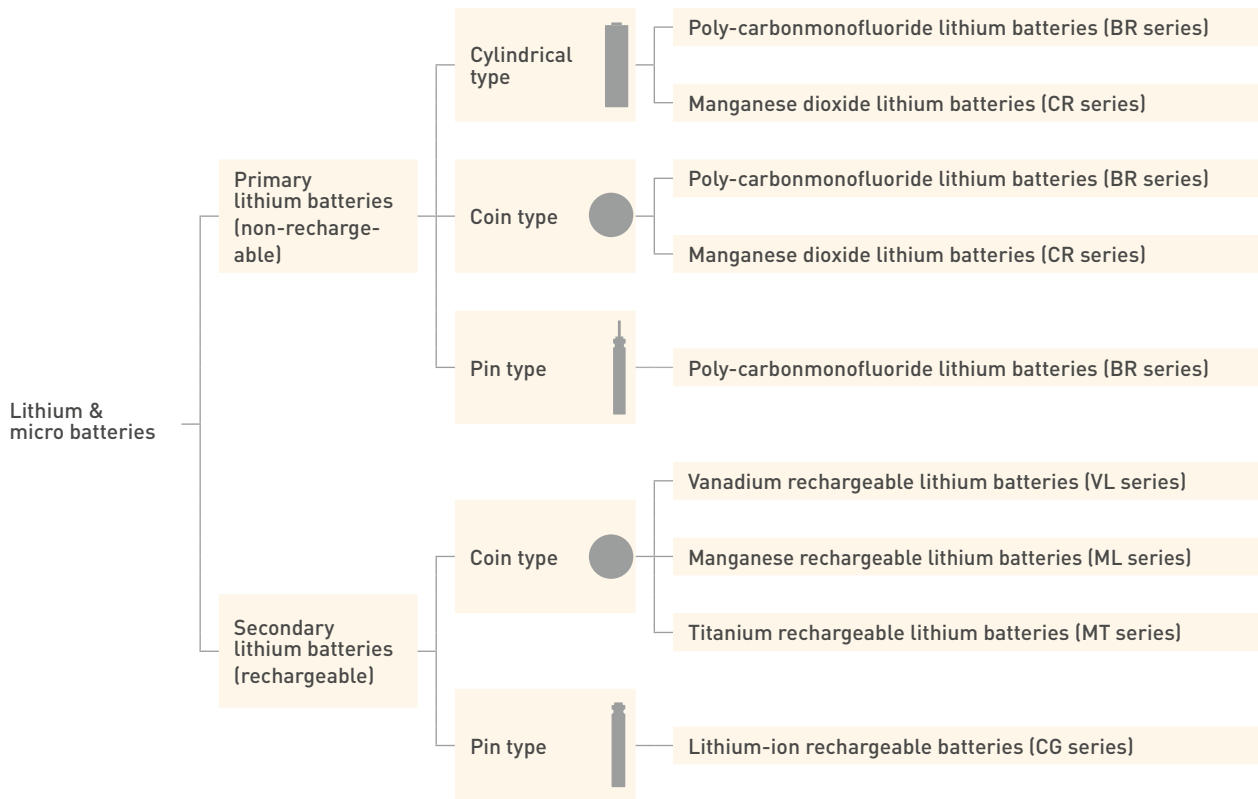 Lithium &
micro batteries
Primary
lithium batteries
(non-recharge-
able)
Cylindrical
type
Poly-carbonmonofluoride lithium batteries (BR series)
Manganese dioxide lithium batteries (CR series)
Coin type
Poly-carbonmonofluoride lithium batteries (BR series)
Manganese dioxide lithium batteries (CR series)
Pin type
Poly-carbonmonofluoride lithium batteries (BR series)
Secondary
lithium batteries
(rechargeable)
Coin type
Vanadium rechargeable lithium batteries (VL series)
Manganese rechargeable lithium batteries (ML series)
Titanium rechargeable lithium batteries (MT series)
Pin type
Lithium-ion rechargeable batteries (CG series)